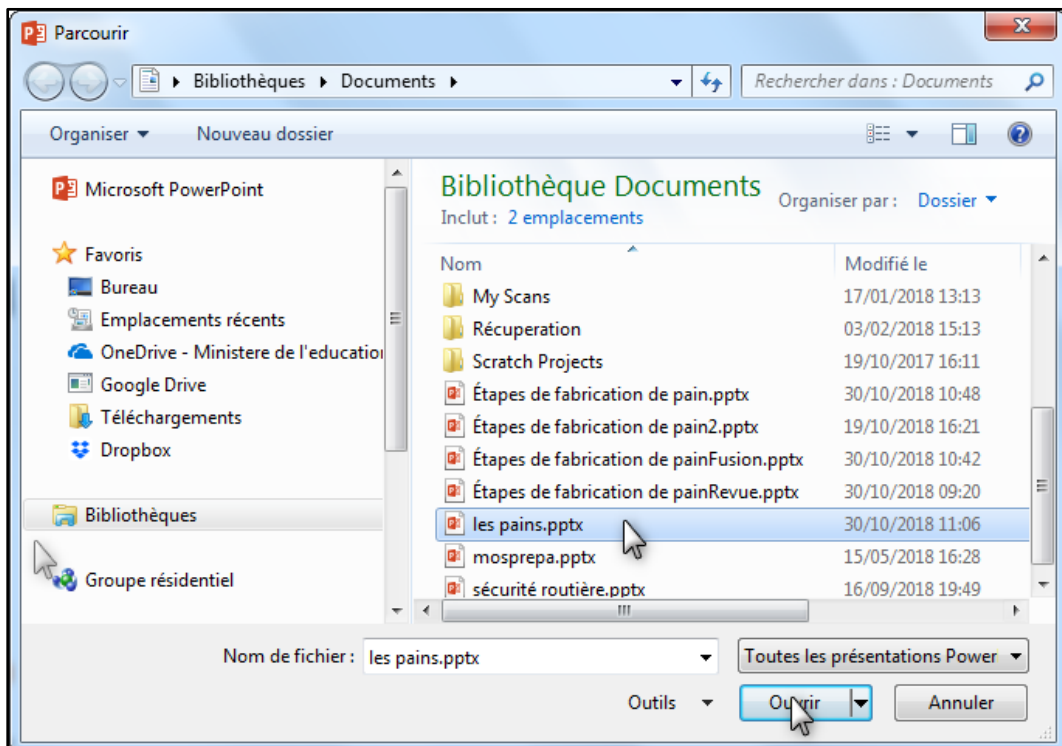 Parcourir
Bibliothèques Documents
Rechercher dans : Documents
Organiser Nouveau dossier
Microsoft PowerPoint
Favoris
Bureau
Emplacements récents
OneDrive - Ministere de l'education
Google Drive
Téléchargements
Dropbox
Bibliothèques
Groupe résidentiel
Bibliothèque Documents
Inclut : 2 emplacements
Organiser par : Dossier
Nom Modifié le
My Scans 17/01/2018 13:13
Récuperation 03/02/2018 15:13
Scratch Projects 19/10/2017 16:11
Étapes de fabrication de pain.pptx 30/10/2018 10:48
Étapes de fabrication de pain2.pptx 19/10/2018 16:21
Étapes de fabrication de painFusion.pptx 30/10/2018 10:42
Étapes de fabrication de painRevue.pptx 30/10/2018 09:20
les pains.pptx 30/10/2018 11:06
mosprepa.pptx 15/05/2018 16:28
sécurité routière.pptx 16/09/2018 19:49
Nom de fichier : les pains.pptx
Toutes les présentations Power
Outils Ouvrir Annuler